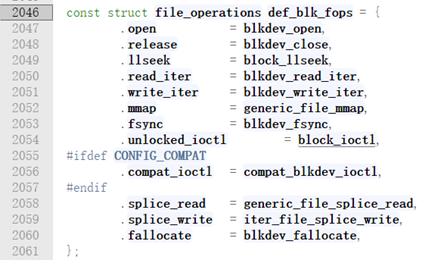 2046 const struct file_operations def_blk_fops = {
2047 .open = blkdev_open,
2048 .release = blkdev_close,
2049 .llseek = block_llseek,
2050 .read_iter = blkdev_read_iter,
2051 .write_iter = blkdev_write_iter,
2052 .mmap = generic_file_mmap,
2053 .fsync = blkdev_fsync,
2054 .unlocked_ioctl = block_ioctl,
2055 #ifdef CONFIG_COMPAT
2056 .compat_ioctl = compat_blkdev_ioctl,
2057 #endif
2058 .splice_read = generic_file_splice_read,
2059 .splice_write = iter_file_splice_write,
2060 .fallocate = blkdev_fallocate,
2061 };